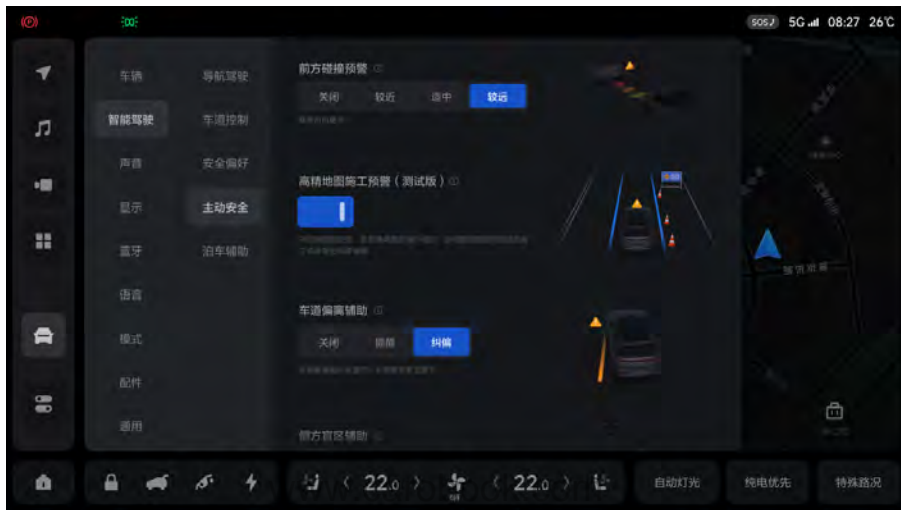 SOS 5G 08:27 26℃
车辆
智能驾驶
声音
显示
蓝牙
语言
模式
配件
通用
导航驾驶
车道控制
安全偏好
主动安全
泊车辅助
前方碰撞预警
关闭 较近 适中 较远
高精地图施工预警（测试版）
车道偏离辅助
关闭 提醒 纠偏
侧方盲区辅助
22.0
22.0
自动灯光
纯电优先
特殊路况